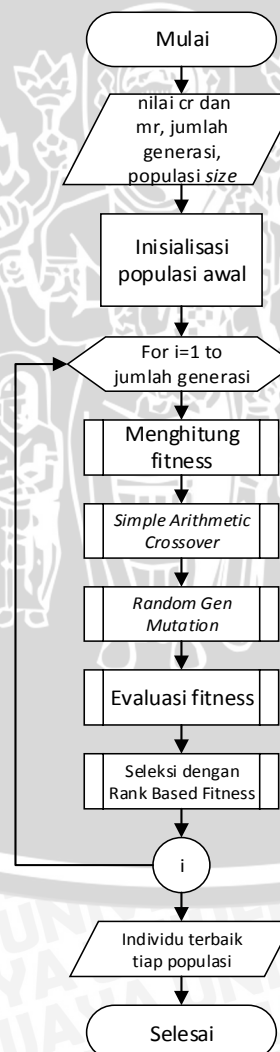 Mulai
nilai cr dan
mr, jumlah
generasi,
populasi size
Inisialisasi
populasi awal
For i=1 to
jumlah generasi
Menghitung
fitness
Simple Arithmetic
Crossover
Random Gen
Mutation
Evaluasi fitness
Seleksi dengan
Rank Based Fitness
i
Individu terbaik
tiap populasi
Selesai